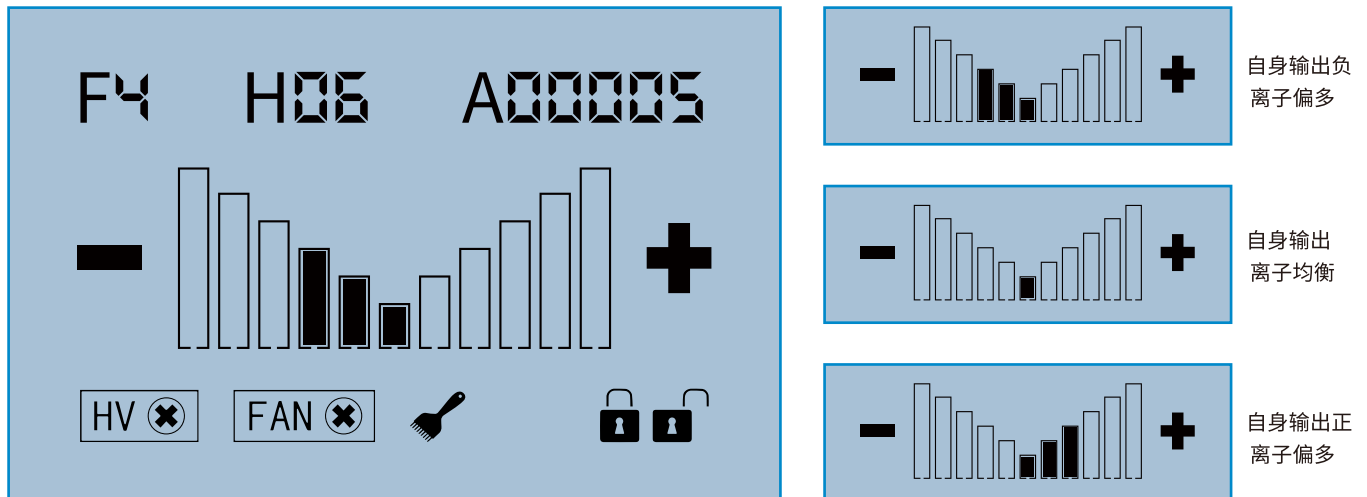 F4 H06 A00005
HV
FAN
自身输出负
离子偏多
自身输出
离子均衡
自身输出正
离子偏多